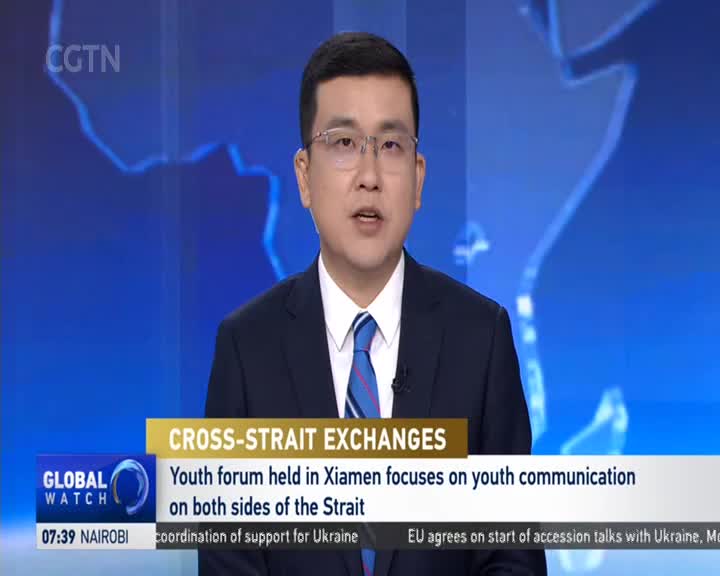 CGTN
CROSS-STRAIT EXCHANGES
Youth forum held in Xiamen focuses on youth communication
on both sides of the Strait
GLOBAL
WATCH
07:39 NAIROBI
coordination of support for Ukraine EU agrees on start of accession talks with Ukraine,